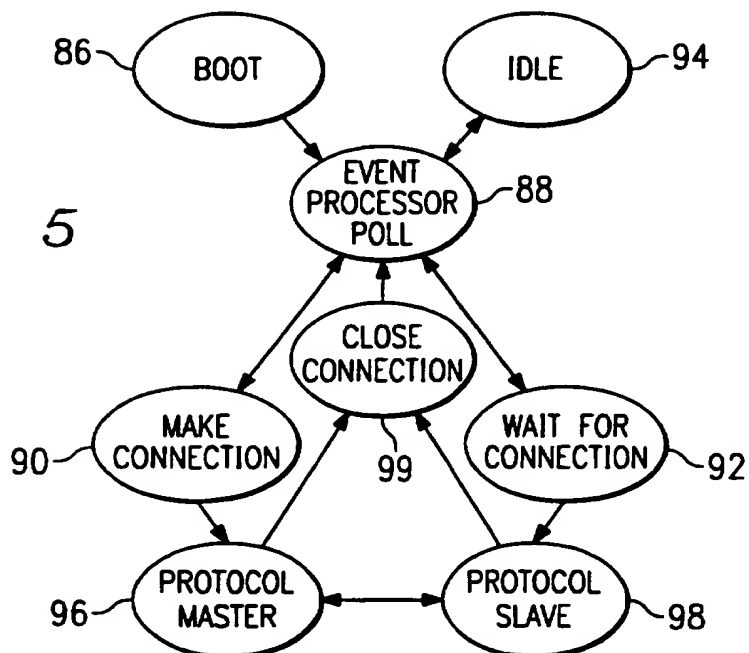 86
BOOT
IDLE
94
EVENT
PROCESSOR
POLL
88
5
CLOSE
CONNECTION
99
MAKE
CONNECTION
90
WAIT FOR
CONNECTION
92
PROTOCOL
MASTER
96
PROTOCOL
SLAVE
98